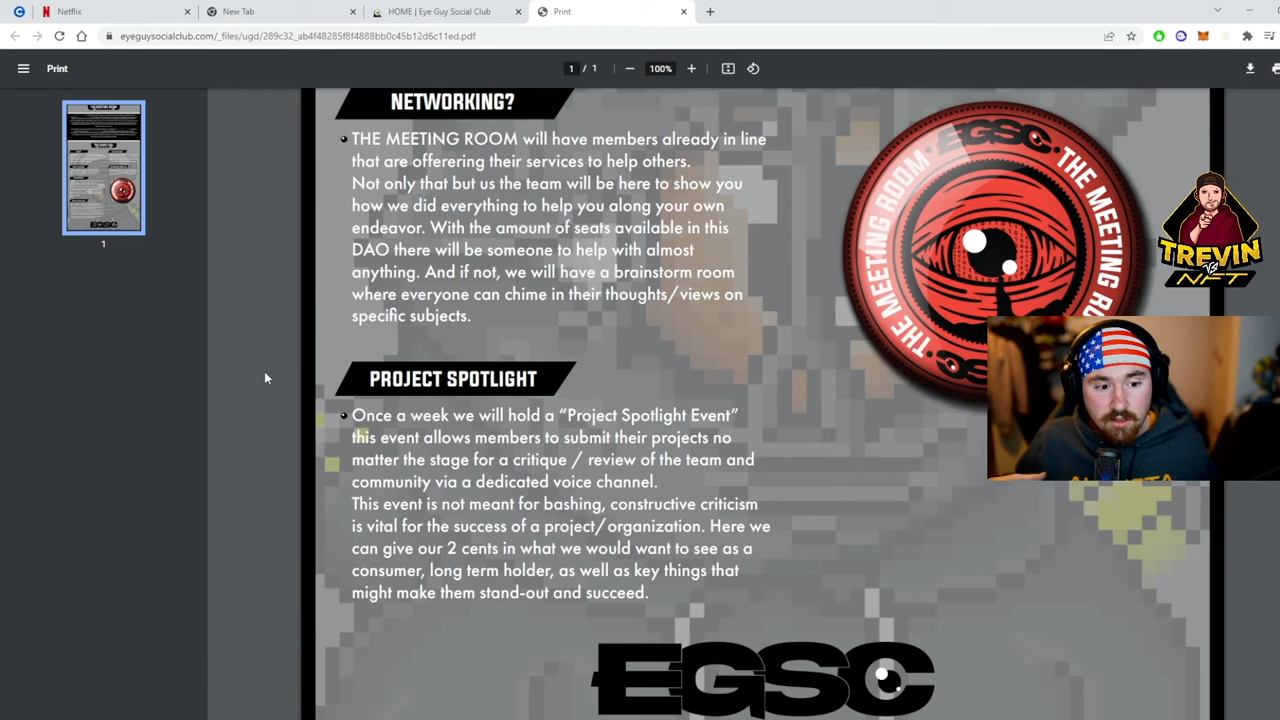 Netflix
New Tab
HOME | Eye Guy Social Club
Print
eyeguysocialclub.com/_files/ugd/289c32_ab4f48285f8f4888bb0c45b12d6c11ed.pdf
Print
1 / 1
100%
1
NETWORKING?
THE MEETING ROOM will have members already in line
that are offerering their services to help others.
Not only that but us the team will be here to show you
how we did everything to help you along your own
endeavor. With the amount of seats available in this
DAO there will be someone to help with almost
anything. And if not, we will have a brainstorm room
where everyone can chime in their thoughts/views on
specific subjects.
PROJECT SPOTLIGHT
Once a week we will hold a “Project Spotlight Event”
this event allows members to submit their projects no
matter the stage for a critique / review of the team and
community via a dedicated voice channel.
This event is not meant for bashing, constructive criticism
is vital for the success of a project/organization. Here we
can give our 2 cents in what we would want to see as a
consumer, long term holder, as well as key things that
might make them stand-out and succeed.
EGSC
THE MEETING ROOM
EGSC
THE MEETING
TREVIN
VS
NFT
EGSC